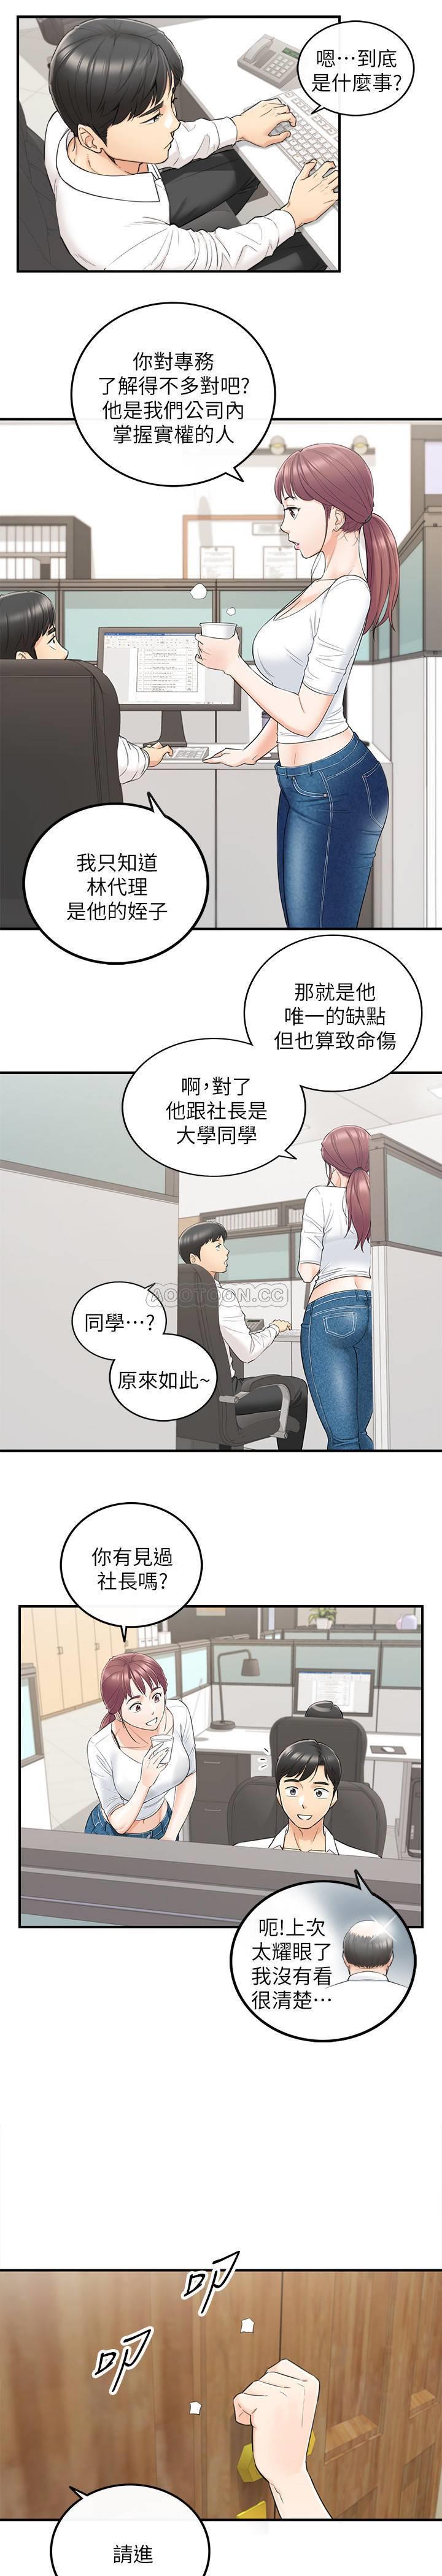 嗯⋯到底
是什麼事?
你對專務
了解得不多對吧?
他是我們公司內
掌握實權的人
我只知道
林代理
是他的姪子
那就是他
唯一的缺點
但也算致命傷
啊,對了
他跟社長是
大學同學
AOOTOON.CC
同學⋯?
原來如此~
你有見過
社長嗎?
呃!上次
太耀眼了
我沒有看
很清楚⋯
叩
叩
請進